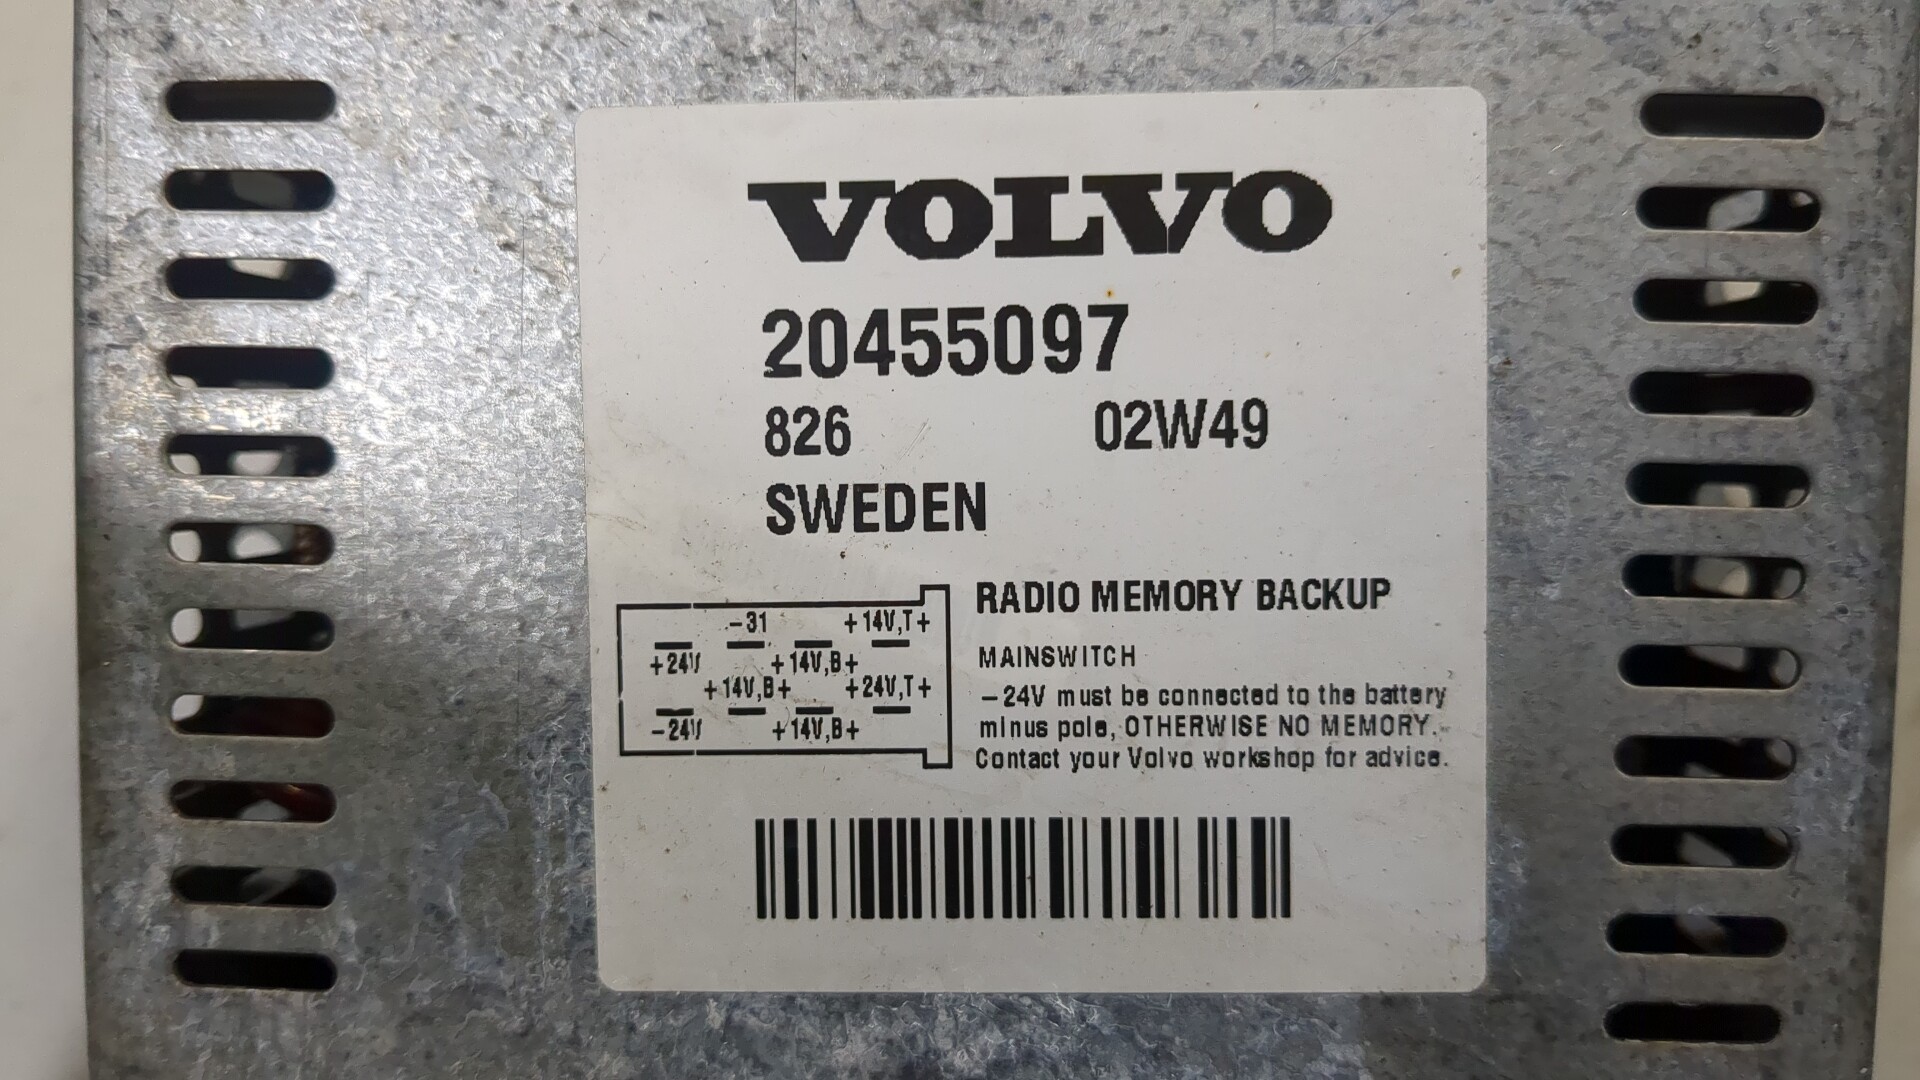 VOLVO
20455097
826 02W49
SWEDEN
RADIO MEMORY BACKUP
-31 +14V,T+
+24V +14V,B+
+14V,B+ +24V,T+
-24V +14V,B+
MAINSWITCH
-24V must be connected to the battery
minus pole, OTHERWISE NO MEMORY.
Contact your Volvo workshop for advice.